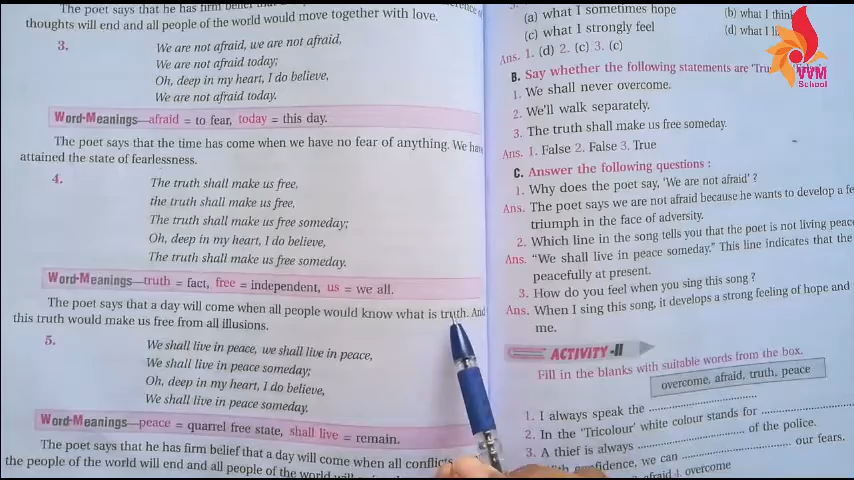 The poet says that he has firm belief that
thoughts will end and all people of the world would move together with love.
3.
We are not afraid, we are not afraid,
We are not afraid today;
Oh, deep in my heart, I do believe,
We are not afraid today.
Word-Meanings—afraid = to fear, today = this day.
The poet says that the time has come when we have no fear of anything. We have
attained the state of fearlessness.
4.
The truth shall make us free,
the truth shall make us free,
The truth shall make us free someday;
Oh, deep in my heart, I do believe,
The truth shall make us free someday.
Word-Meanings—truth = fact, free = independent, us = we all.
The poet says that a day will come when all people would know what is truth. And
this truth would make us free from all illusions.
5.
We shall live in peace, we shall live in peace,
We shall live in peace someday;
Oh, deep in my heart, I do believe,
We shall live in peace someday.
Word-Meanings—peace = quarrel free state, shall live = remain.
The poet says that he has firm belief that a day will come when all conflicts
the people of the world will end and all people of the world will
(a) what I sometimes hope (b) what I think
(c) what I strongly feel (d) what I
Ans. 1. (d) 2. (c) 3. (c)
B. Say whether the following statements are
1. We shall never overcome.
2. We'll walk separately.
3. The truth shall make us free someday.
Ans. 1. False 2. False 3. True
C. Answer the following questions :
1. Why does the poet say, 'We are not afraid' ?
Ans. The poet says we are not afraid because he wants to develop a
triumph in the face of adversity.
2. Which line in the song tells you that the poet is not living
Ans. "We shall live in peace someday." This line indicates that the
peacefully at present.
3. How do you feel when you sing this song ?
Ans. When I sing this song, it develops a strong feeling of hope and
me.
ACTIVITY-II
Fill in the blanks with suitable words from the box.
overcome, afraid, truth, peace
1. I always speak the
2. In the 'Tricolour' white colour stands for
3. A thief is always of the police.
confidence, we can our fears.
afraid 4. overcome
VVM
School